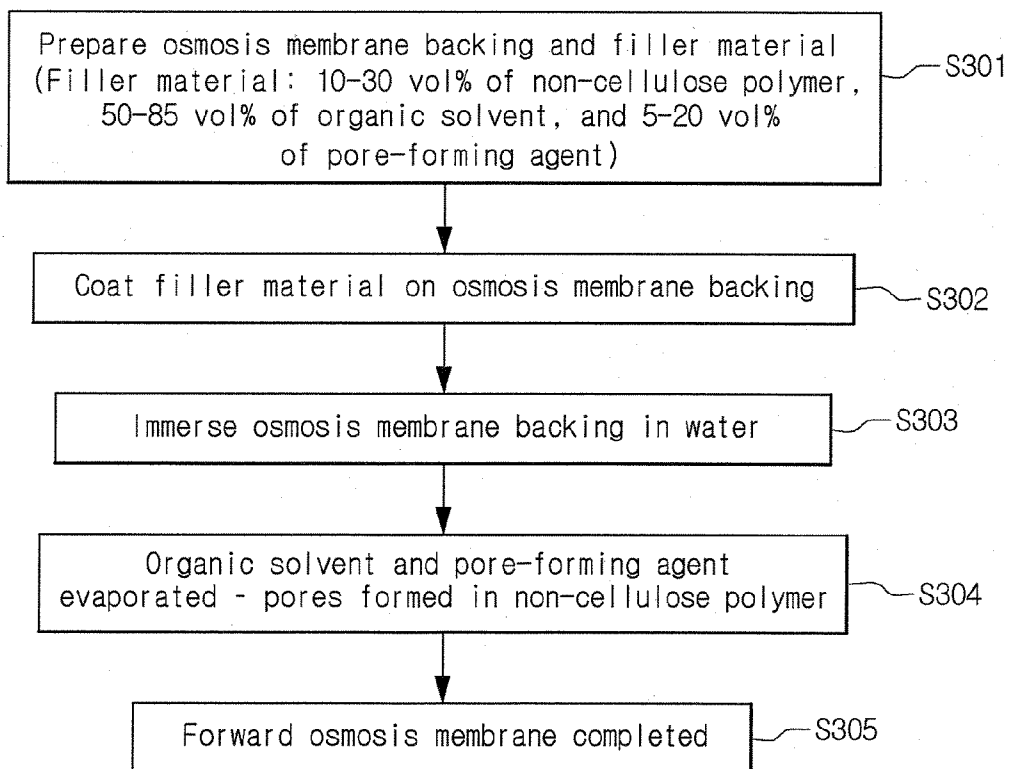 Prepare osmosis membrane backing and filler material
(Filler material: 10-30 vol% of non-cellulose polymer,
50-85 vol% of organic solvent, and 5-20 vol%
of pore-forming agent)
S301
Coat filler material on osmosis membrane backing
S302
Immerse osmosis membrane backing in water
S303
Organic solvent and pore-forming agent
evaporated - pores formed in non-cellulose polymer
S304
Forward osmosis membrane completed
S305